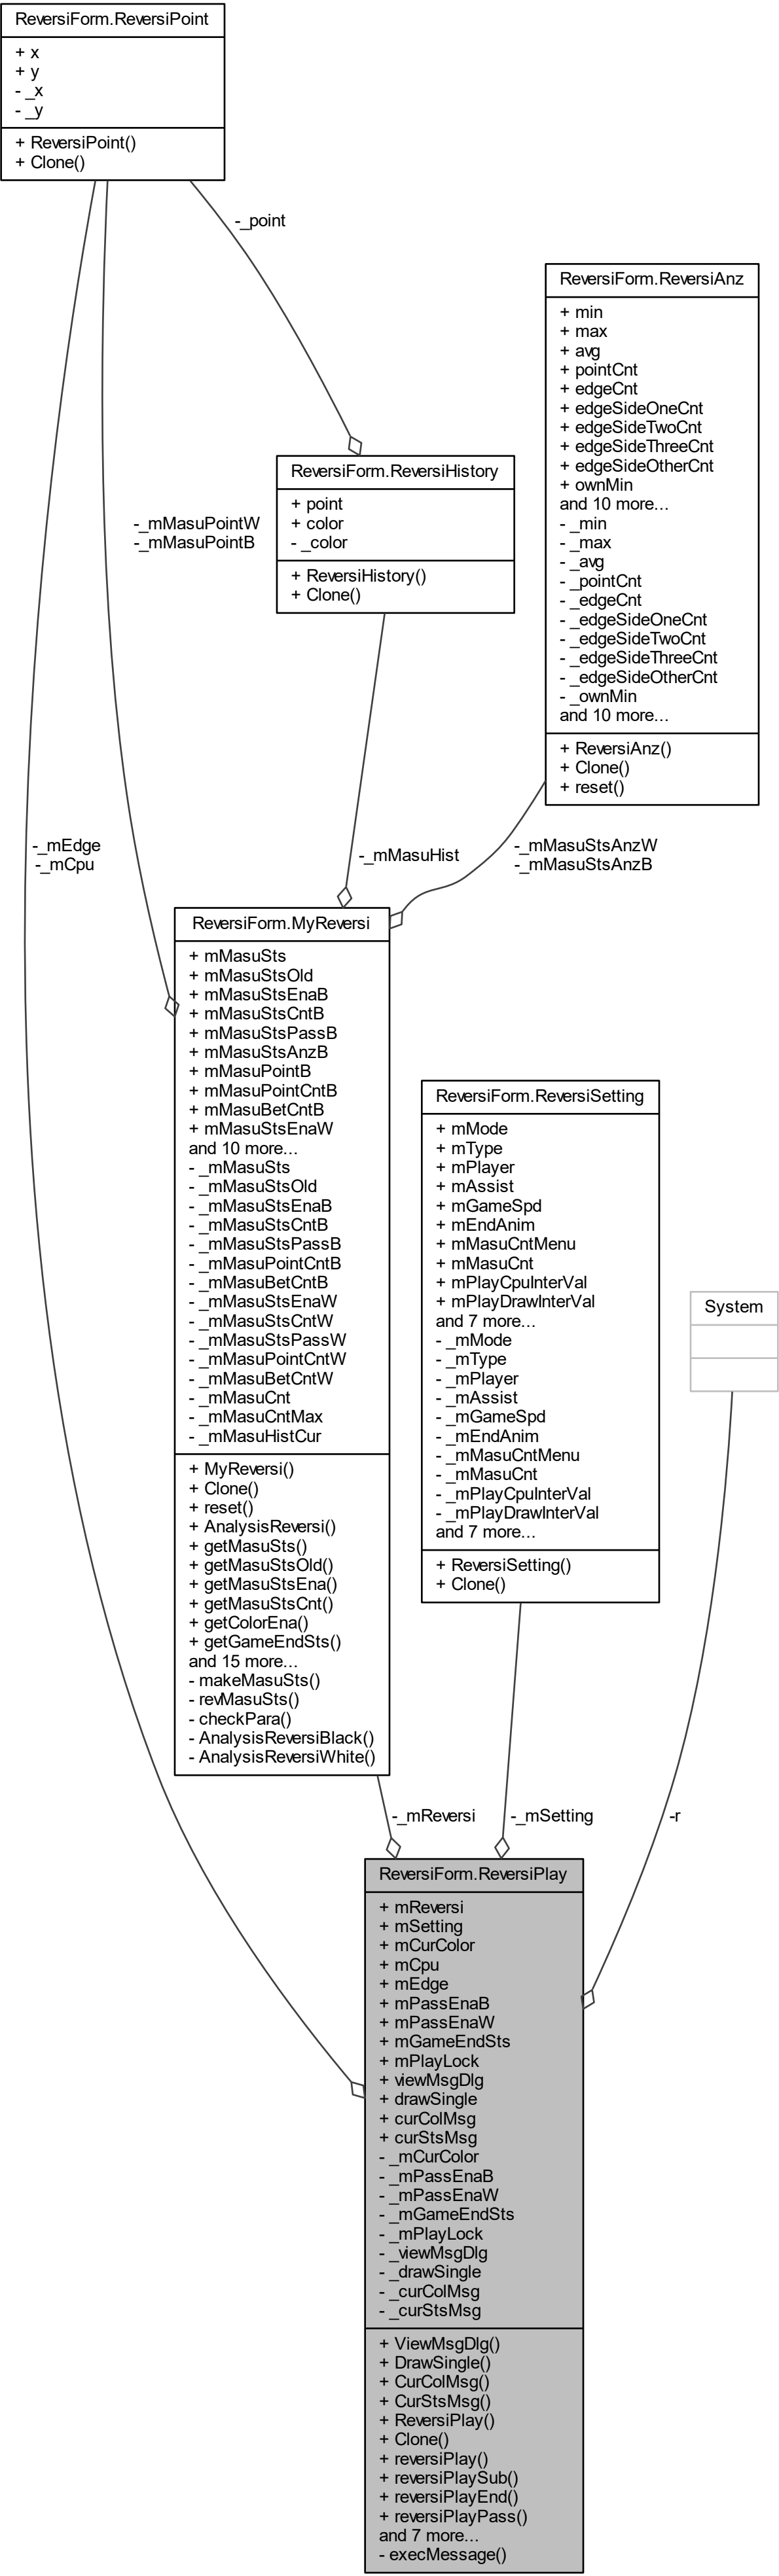 ReversiForm.ReversiPoint
+ x
+ y
- _x
- _y
+ ReversiPoint()
+ Clone()
-_point
ReversiForm.ReversiAnz
+ min
+ max
+ avg
+ pointCnt
+ edgeCnt
+ edgeSideOneCnt
+ edgeSideTwoCnt
+ edgeSideThreeCnt
+ edgeSideOtherCnt
+ ownMin
and 10 more...
- _min
- _max
- _avg
- _pointCnt
- _edgeCnt
- _edgeSideOneCnt
- _edgeSideTwoCnt
- _edgeSideThreeCnt
- _edgeSideOtherCnt
- _ownMin
and 10 more...
+ ReversiAnz()
+ Clone()
+ reset()
ReversiForm.ReversiHistory
+ point
+ color
- _color
+ ReversiHistory()
+ Clone()
-_mMasuPointW
-_mMasuPointB
-_mEdge
-_mCpu
-_mMasuHist
-_mMasuStsAnzW
-_mMasuStsAnzB
ReversiForm.MyReversi
+ mMasuSts
+ mMasuStsOld
+ mMasuStsEnaB
+ mMasuStsCntB
+ mMasuStsPassB
+ mMasuStsAnzB
+ mMasuPointB
+ mMasuPointCntB
+ mMasuBetCntB
+ mMasuStsEnaW
and 10 more...
- _mMasuSts
- _mMasuStsOld
- _mMasuStsEnaB
- _mMasuStsCntB
- _mMasuStsPassB
- _mMasuPointCntB
- _mMasuBetCntB
- _mMasuStsEnaW
- _mMasuStsCntW
- _mMasuStsPassW
- _mMasuPointCntW
- _mMasuBetCntW
- _mMasuCnt
- _mMasuCntMax
- _mMasuHistCur
+ MyReversi()
+ Clone()
+ reset()
+ AnalysisReversi()
+ getMasuSts()
+ getMasuStsOld()
+ getMasuStsEna()
+ getMasuStsCnt()
+ getColorEna()
+ getGameEndSts()
and 15 more...
- makeMasuSts()
- revMasuSts()
- checkPara()
- AnalysisReversiBlack()
- AnalysisReversiWhite()
ReversiForm.ReversiSetting
+ mMode
+ mType
+ mPlayer
+ mAssist
+ mGameSpd
+ mEndAnim
+ mMasuCntMenu
+ mMasuCnt
+ mPlayCpuInterVal
+ mPlayDrawInterVal
and 7 more...
- _mMode
- _mType
- _mPlayer
- _mAssist
- _mGameSpd
- _mEndAnim
- _mMasuCntMenu
- _mMasuCnt
- _mPlayCpuInterVal
- _mPlayDrawInterVal
and 7 more...
+ ReversiSetting()
+ Clone()
System
-_mReversi
-_mSetting
-r
ReversiForm.ReversiPlay
+ mReversi
+ mSetting
+ mCurColor
+ mCpu
+ mEdge
+ mPassEnaB
+ mPassEnaW
+ mGameEndSts
+ mPlayLock
+ viewMsgDlg
+ drawSingle
+ curColMsg
+ curStsMsg
- _mCurColor
- _mPassEnaB
- _mPassEnaW
- _mGameEndSts
- _mPlayLock
- _viewMsgDlg
- _drawSingle
- _curColMsg
- _curStsMsg
+ ViewMsgDlg()
+ DrawSingle()
+ CurColMsg()
+ CurStsMsg()
+ ReversiPlay()
+ Clone()
+ reversiPlay()
+ reversiPlaySub()
+ reversiPlayEnd()
+ reversiPlayPass()
and 7 more...
- execMessage()